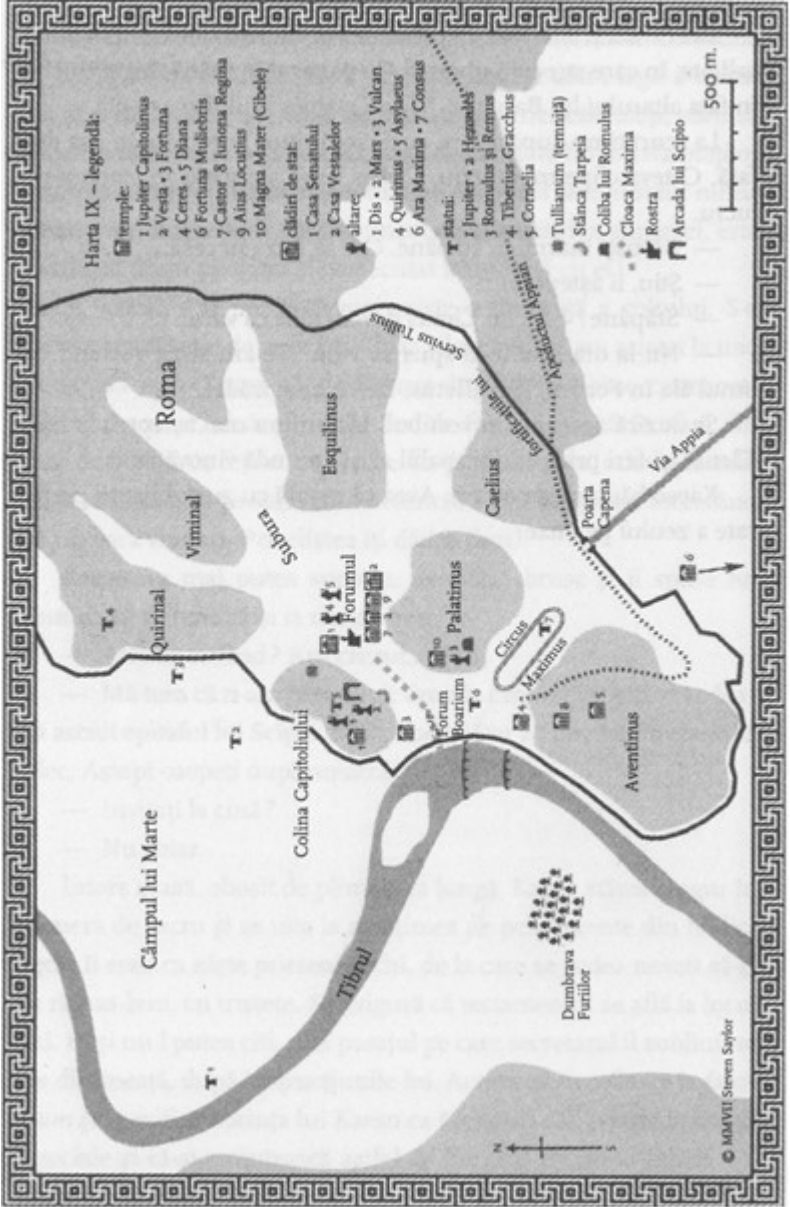 Harta IX – legendă:
temple:
1 Jupiter Capitolinus
2 Vesta • 3 Fortuna
4 Ceres • 5 Diana
6 Fortuna Muliebris
7 Castor • 8 Iunona Regina
9 Aius Locutius
10 Magna Mater (Cibele)
clădiri de stat:
1 Casa Senatului
2 Casa Vestalelor
altare:
1 Dis • 2 Mars • 3 Vulcan
4 Quirinus • 5 Asylaeus
6 Ara Maxima • 7 Consus
statui:
1 Jupiter • 2 Hercules
3 Romulus și Remus
4 Tiberius Gracchus
5 Cornelia
Tullianum (temniță)
Stânca Tarpeia
Coliba lui Romulus
Cloaca Maxima
Rostra
Arcada lui Scipio
500 m.
Roma
Câmpul lui Marte
Quirinal
Viminal
Subura
Esquilinus
Colina Capitoliului
Forumul
Fortificațiile lui
Servius Tullius
Apeductul Appian
Tibrul
Forum
Boarium
Palatinus
Caelius
Circus
Maximus
Poarta
Capena
Via Appia
Aventinus
Dumbrava
Furiilor
N
S
© MMVII Steven Saylor